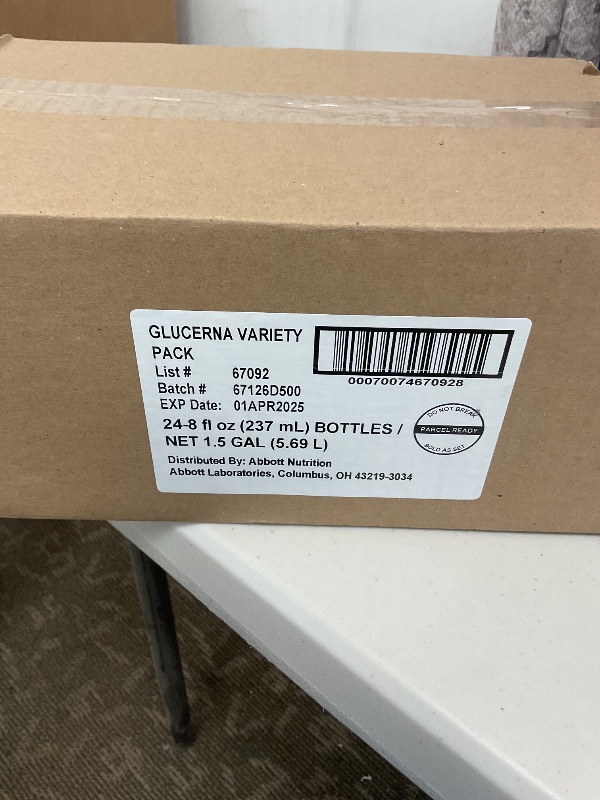 GLUCERNA VARIETY
PACK
List # 67092
Batch # 67126D500
EXP Date: 01APR2025
24-8 fl oz (237 mL) BOTTLES /
NET 1.5 GAL (5.69 L)
Distributed By: Abbott Nutrition
Abbott Laboratories, Columbus, OH 43219-3034
00070074670928
DO NOT BREAK
PARCEL READY
SOLD AS SET